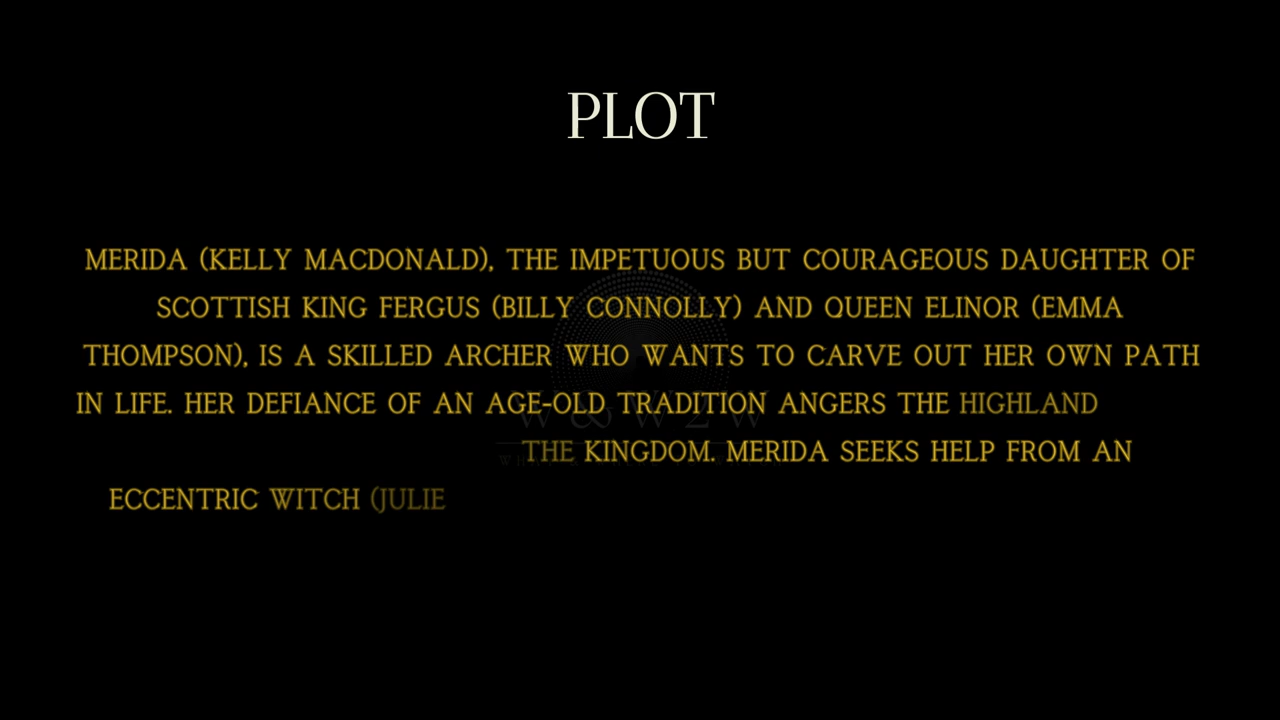 PLOT
MERIDA (KELLY MACDONALD), THE IMPETUOUS BUT COURAGEOUS DAUGHTER OF
SCOTTISH KING FERGUS (BILLY CONNOLLY) AND QUEEN ELINOR (EMMA
THOMPSON), IS A SKILLED ARCHER WHO WANTS TO CARVE OUT HER OWN PATH
IN LIFE. HER DEFIANCE OF AN AGE-OLD TRADITION ANGERS THE HIGHLAND
W & W 2 W
THE KINGDOM. MERIDA SEEKS HELP FROM AN
ECCENTRIC WITCH (JULIE